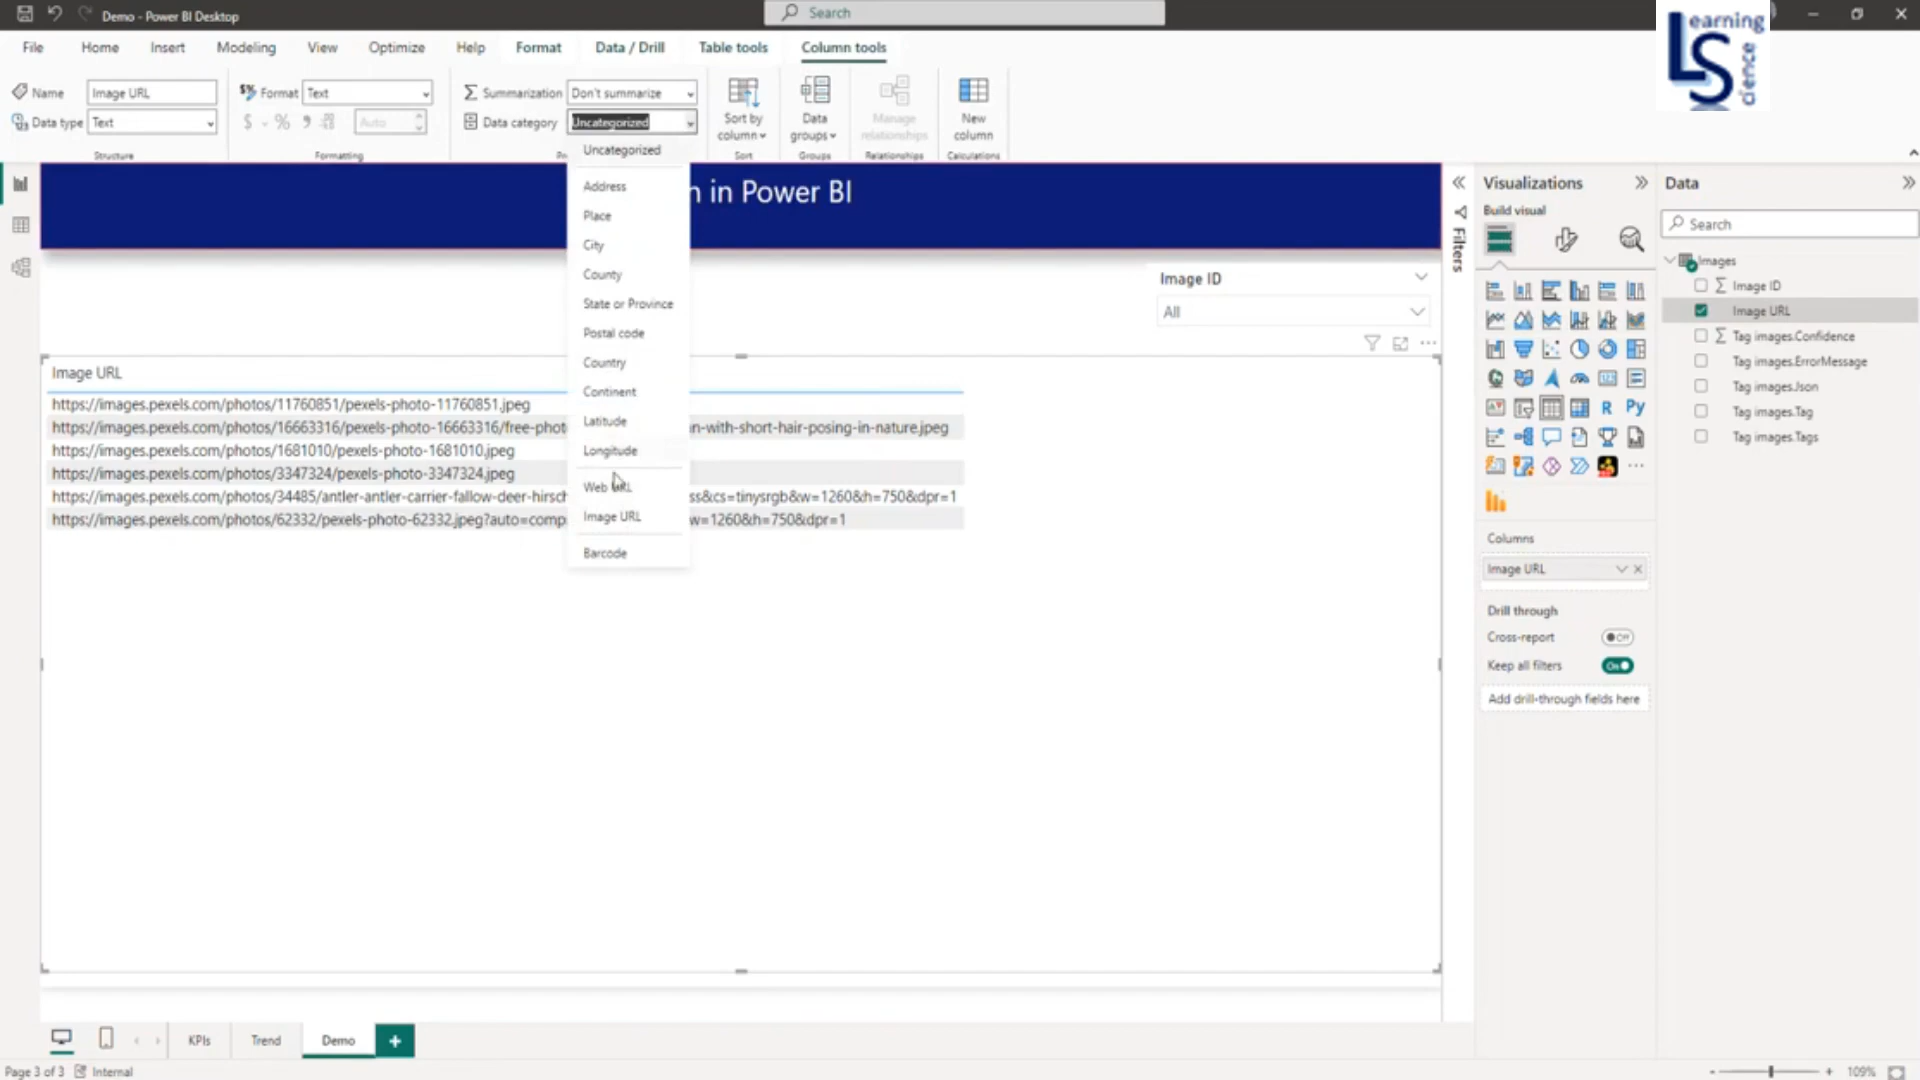 Demo - Power BI Desktop
Search
Learning
Science
File Home Insert Modeling View Optimize Help Format Data / Drill Table tools Column tools
Name Image URL
Format Text
Summarization Don't summarize
Data type Text
$ % Auto
Data category Uncategorized
Sort by column
Data groups
Manage relationships
New column
Structure Formatting Sort Groups Relationships Calculations
Uncategorized
Address
Place
City
County
State or Province
Postal code
Country
Continent
Latitude
Longitude
Web URL
Image URL
Barcode
in Power BI
Image ID
All
Image URL
https://images.pexels.com/photos/11760851/pexels-photo-11760851.jpeg
https://images.pexels.com/photos/16663316/pexels-photo-16663316/free-phot n-with-short-hair-posing-in-nature.jpeg
https://images.pexels.com/photos/1681010/pexels-photo-1681010.jpeg
https://images.pexels.com/photos/3347324/pexels-photo-3347324.jpeg
https://images.pexels.com/photos/34485/antler-antler-carrier-fallow-deer-hirsch ss&cs=tinysrgb&w=1260&h=750&dpr=1
https://images.pexels.com/photos/62332/pexels-photo-62332.jpeg?auto=comp w=1260&h=750&dpr=1
Filters
Visualizations
Build visual
R Py
123
Columns
Image URL
Drill through
Cross-report Off
Keep all filters On
Add drill-through fields here
Data
Search
Images
Image ID
Image URL
Tag images.Confidence
Tag images.ErrorMessage
Tag images.Json
Tag images.Tag
Tag images.Tags
KPIs Trend Demo +
Page 3 of 3 Internal
- + 109%